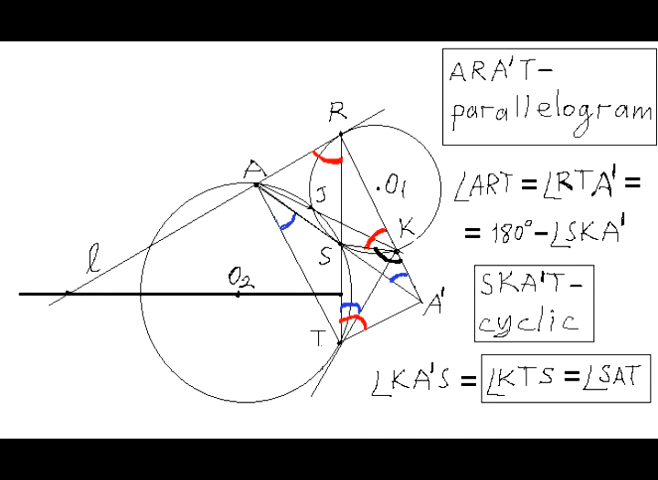 ARA'T-
parallelogram
∠ART = ∠RTA' =
= 180° - ∠SKA'
SKA'T-
cyclic
∠KA'S = ∠KTS = ∠SAT
R
A
J
.O1
K
S
l
O2
A'
T